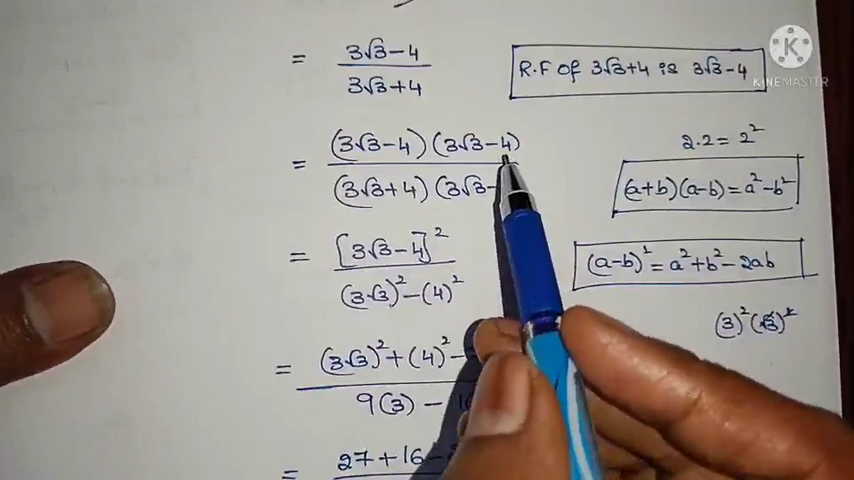 = 3√3-4 / 3√3+4
R.F of 3√3+4 is 3√3-4
KINEMASTER
= (3√3-4)(3√3-4) / (3√3+4)(3√3-
2.2 = 2²
(a+b)(a-b) = a²-b²
= [3√3-4]² / (3√3)²-(4)²
(a-b)² = a²+b²-2ab
(3)²(√3)²
= (3√3)²+(4)²- / 9(3) - 1
= 27+16-